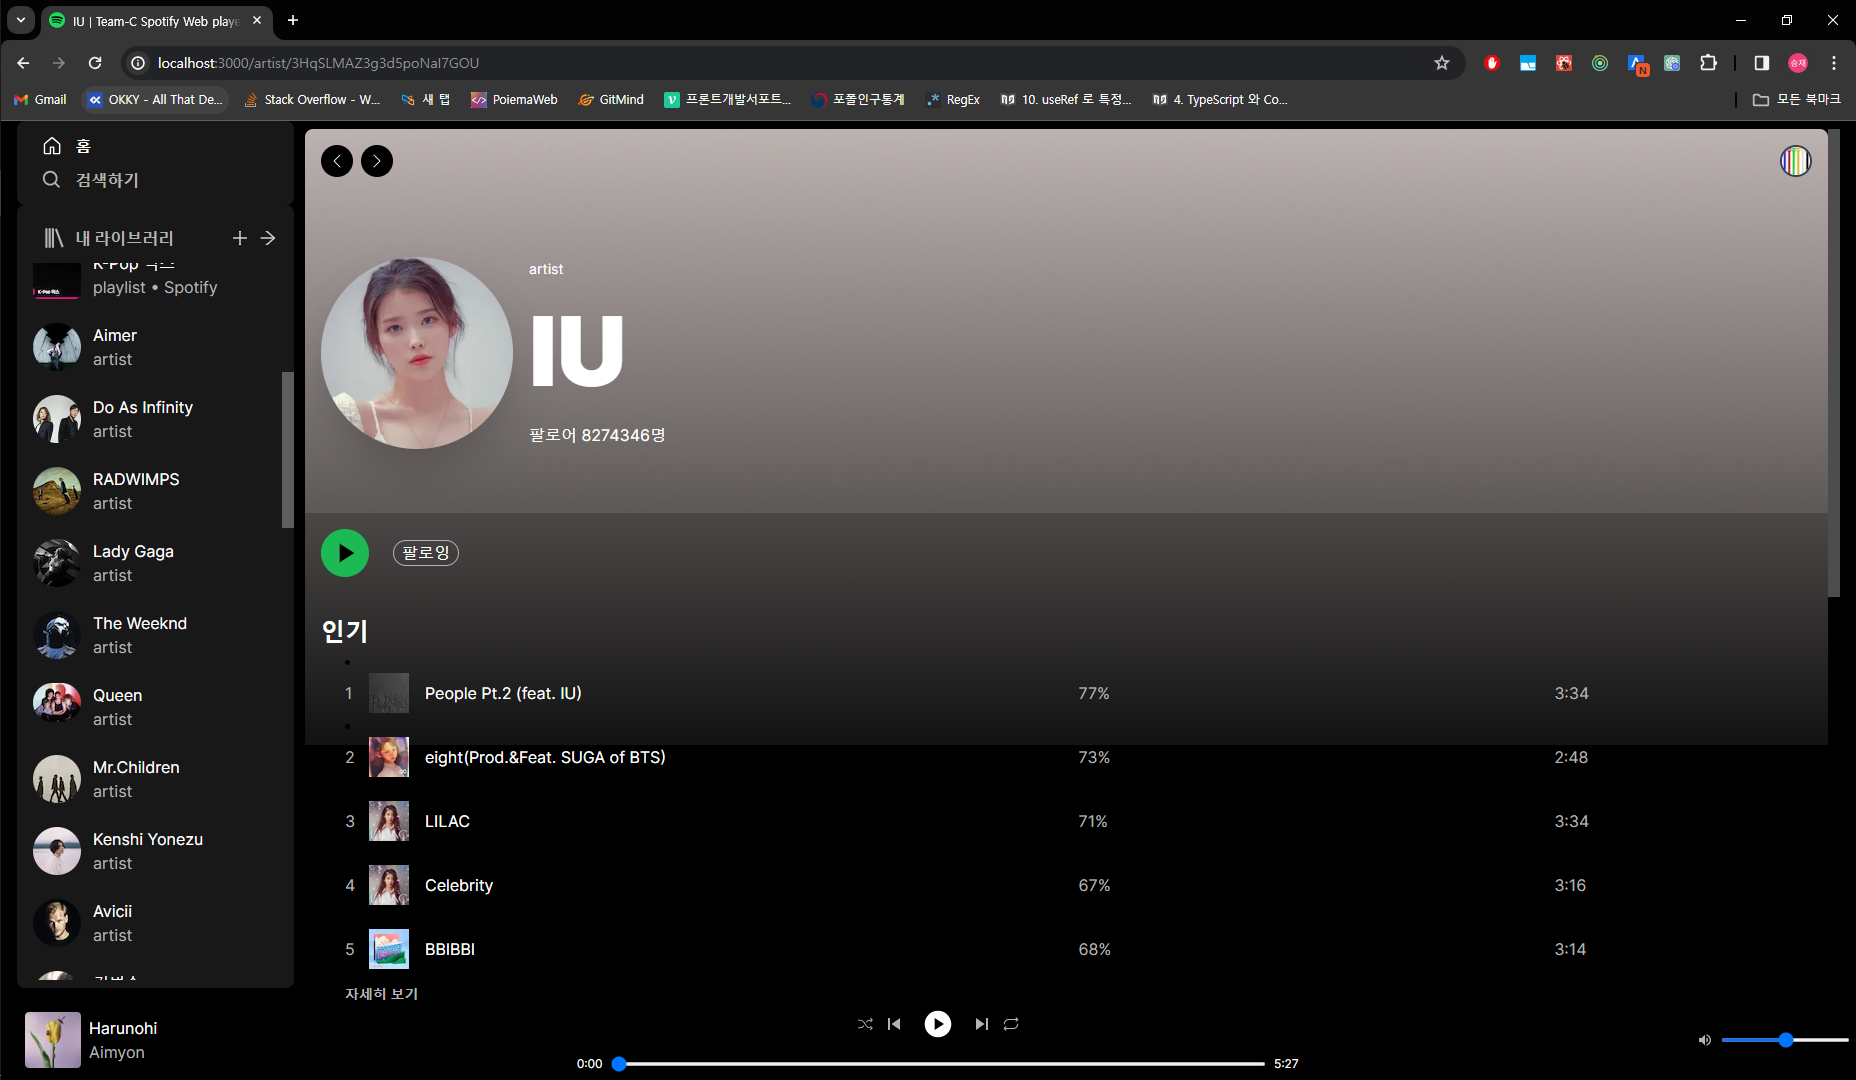 IU | Team-C Spotify Web playe
localhost:3000/artist/3HqSLMAZ3g3d5poNaI7GOU
Gmail
OKKY - All That De...
Stack Overflow - W...
새 탭
PoiemaWeb
GitMind
프론트개발서포트...
포폴인구통계
RegEx
10. useRef 로 특정...
4. TypeScript 와 Co...
모든 북마크
홈
검색하기
내 라이브러리
K-Pop 믹스
playlist • Spotify
Aimer
artist
Do As Infinity
artist
RADWIMPS
artist
Lady Gaga
artist
The Weeknd
artist
Queen
artist
Mr.Children
artist
Kenshi Yonezu
artist
Avicii
artist
Harunohi
Aimyon
artist
IU
팔로어 8274346명
팔로잉
인기
1 People Pt.2 (feat. IU) 77% 3:34
2 eight(Prod.&Feat. SUGA of BTS) 73% 2:48
3 LILAC 71% 3:34
4 Celebrity 67% 3:16
5 BBIBBI 68% 3:14
자세히 보기
0:00 5:27